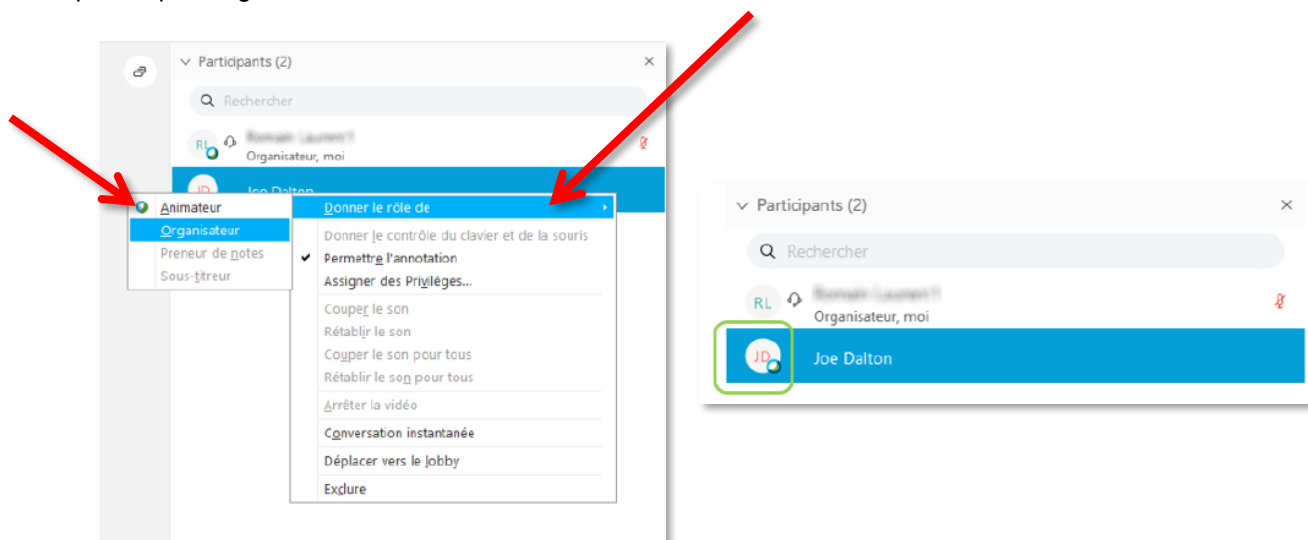 Participants (2)
Rechercher
RL
Organisateur, moi
JD Joe Dalton
Animateur
Organisateur
Preneur de notes
Sous-titreur
Donner le rôle de
Donner le contrôle du clavier et de la souris
Permettre l'annotation
Assigner des Privilèges...
Couper le son
Rétablir le son
Couper le son pour tous
Rétablir le son pour tous
Arrêter la vidéo
Conversation instantanée
Déplacer vers le lobby
Exclure
Participants (2)
Rechercher
RL
Organisateur, moi
JD Joe Dalton